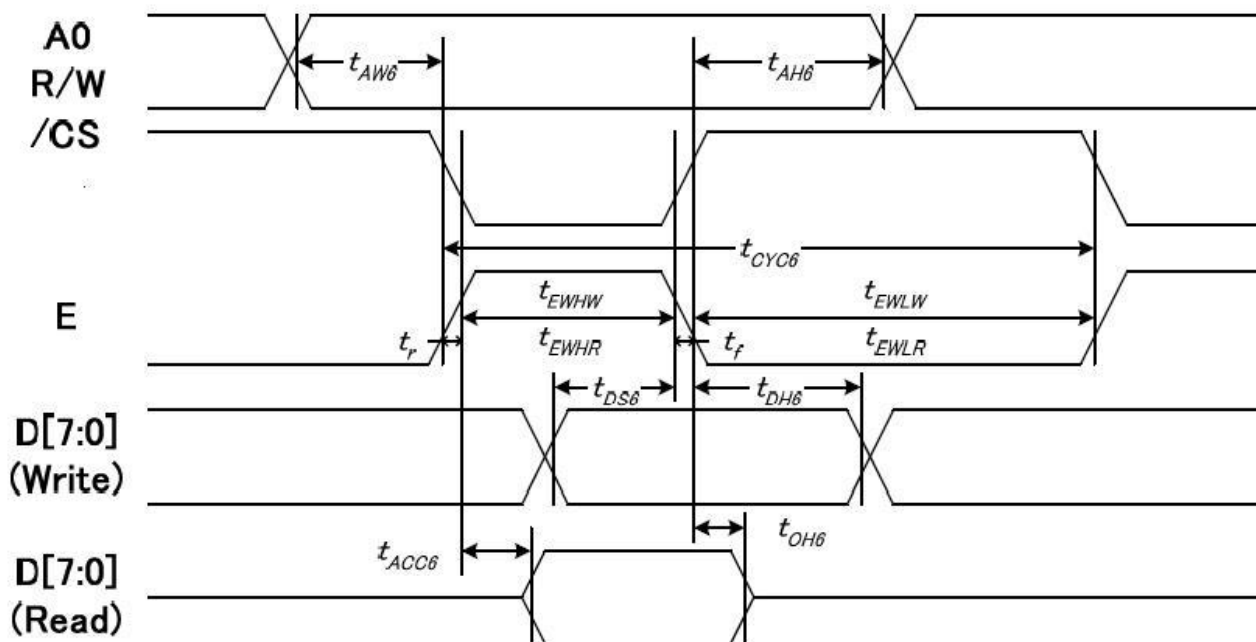 A0
R/W
/CS
tAW6
tAH6
tCYC6
E
tEWHW
tEWLW
tr
tEWHR
tf
tEWLR
tDS6
tDH6
D[7:0]
(Write)
tOH6
tACC6
D[7:0]
(Read)